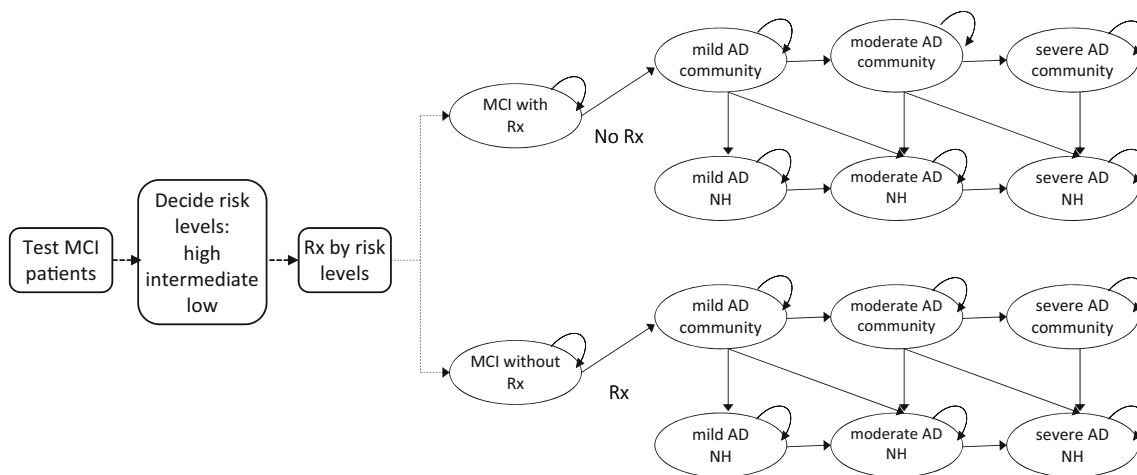 Test MCI
patients
Decide risk
levels:
high
intermediate
low
Rx by risk
levels
MCI with
Rx
No Rx
mild AD
community
moderate AD
community
severe AD
community
mild AD
NH
moderate AD
NH
severe AD
NH
MCI without
Rx
Rx
mild AD
community
moderate AD
community
severe AD
community
mild AD
NH
moderate AD
NH
severe AD
NH